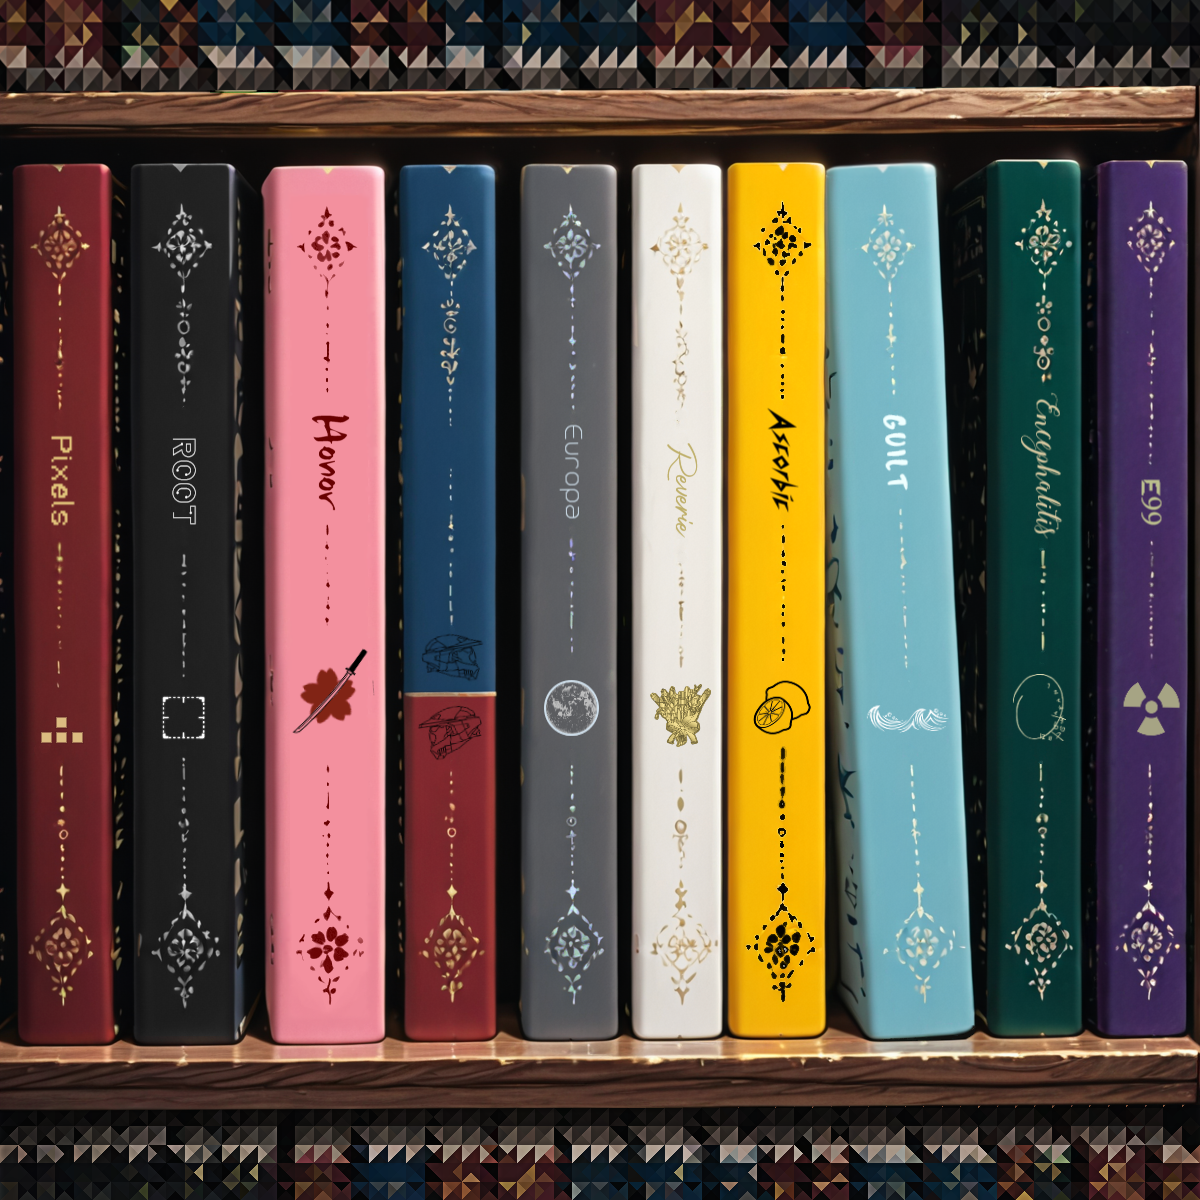 Pixels
ROOT
Honor
Europa
Reverie
Ascorbic
GUILT
Encephalitis
E99